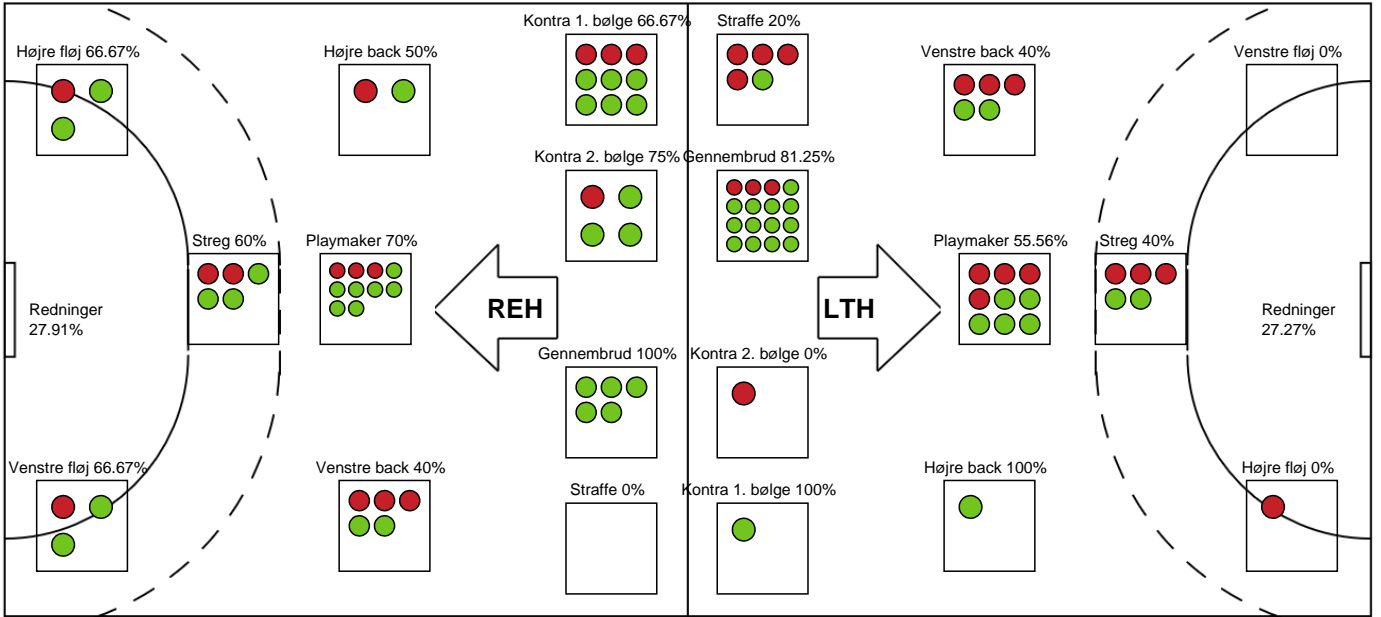 Kontra 1. bølge 66.67%
Straffe 20%
Højre fløj 66.67%
Højre back 50%
Venstre back 40%
Venstre fløj 0%
Kontra 2. bølge 75%
Gennembrud 81.25%
Streg 60%
Playmaker 70%
Playmaker 55.56%
Streg 40%
Redninger
27.91%
REH
LTH
Redninger
27.27%
Gennembrud 100%
Kontra 2. bølge 0%
Venstre fløj 66.67%
Venstre back 40%
Straffe 0%
Kontra 1. bølge 100%
Højre back 100%
Højre fløj 0%